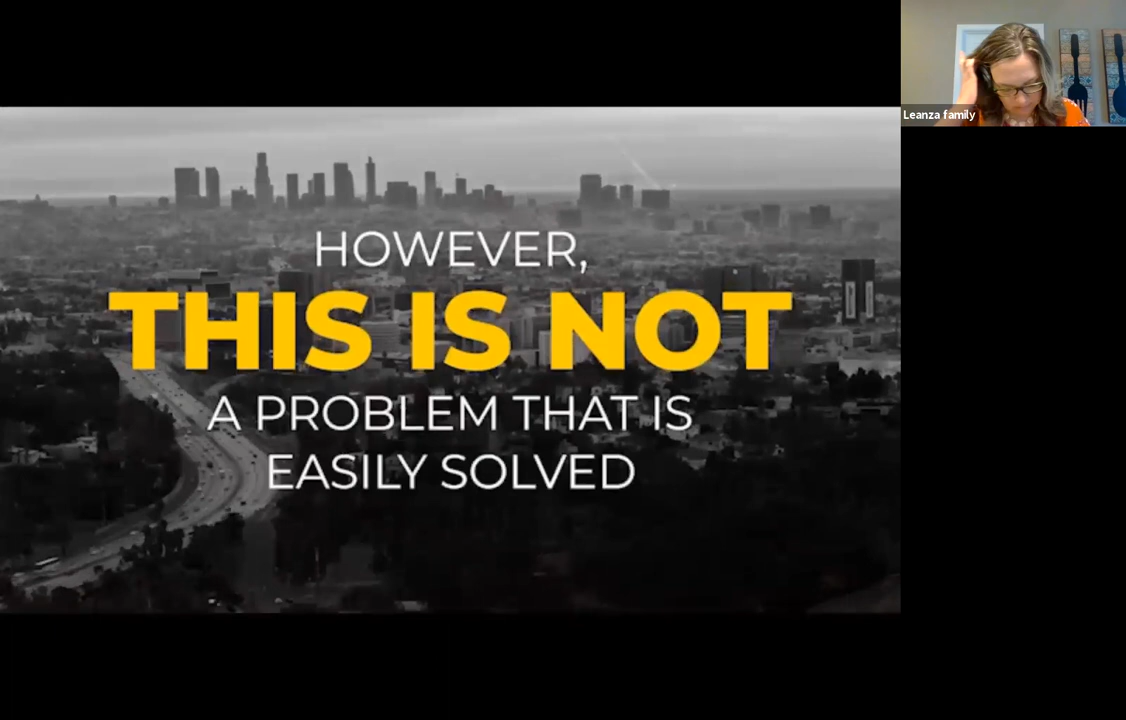 Leanza family
HOWEVER,
THIS IS NOT
A PROBLEM THAT IS
EASILY SOLVED